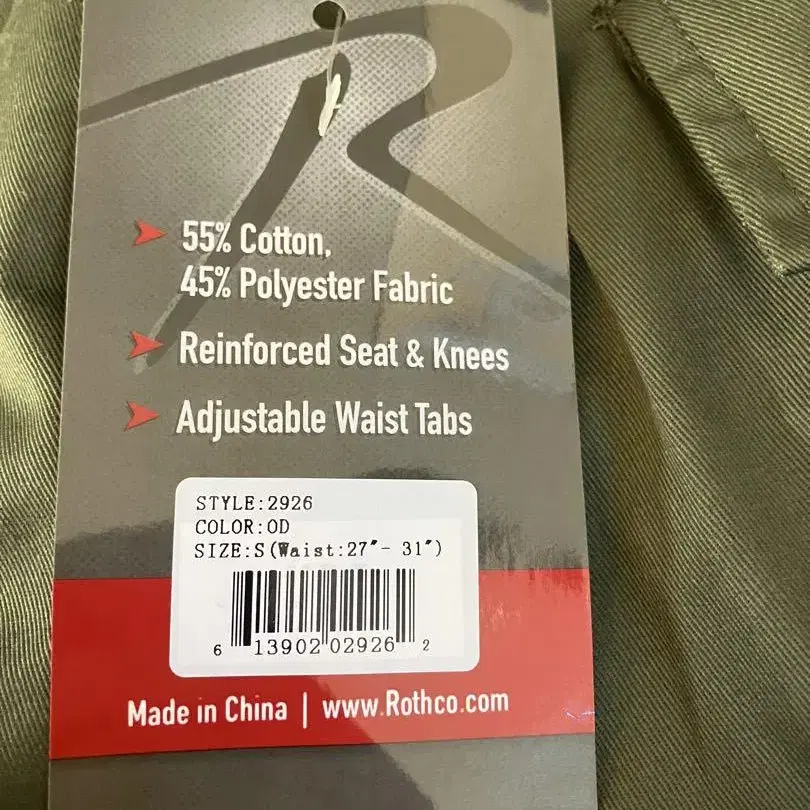 55% Cotton,
45% Polyester Fabric
Reinforced Seat & Knees
Adjustable Waist Tabs
STYLE:2926
COLOR:OD
SIZE:S(Waist:27″- 31″)
6 13902 02926 2
Made in China | www.Rothco.com